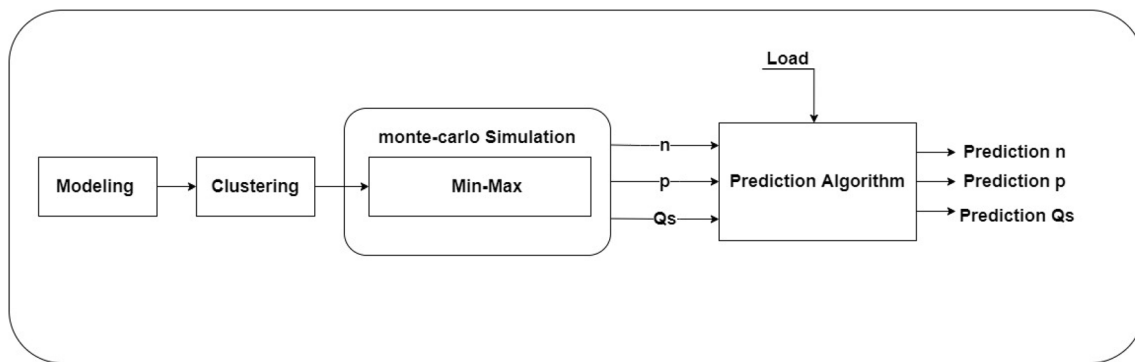 Load
monte-carlo Simulation
n
Prediction n
Modeling
Clustering
Min-Max
p
Prediction Algorithm
Prediction p
Qs
Prediction Qs